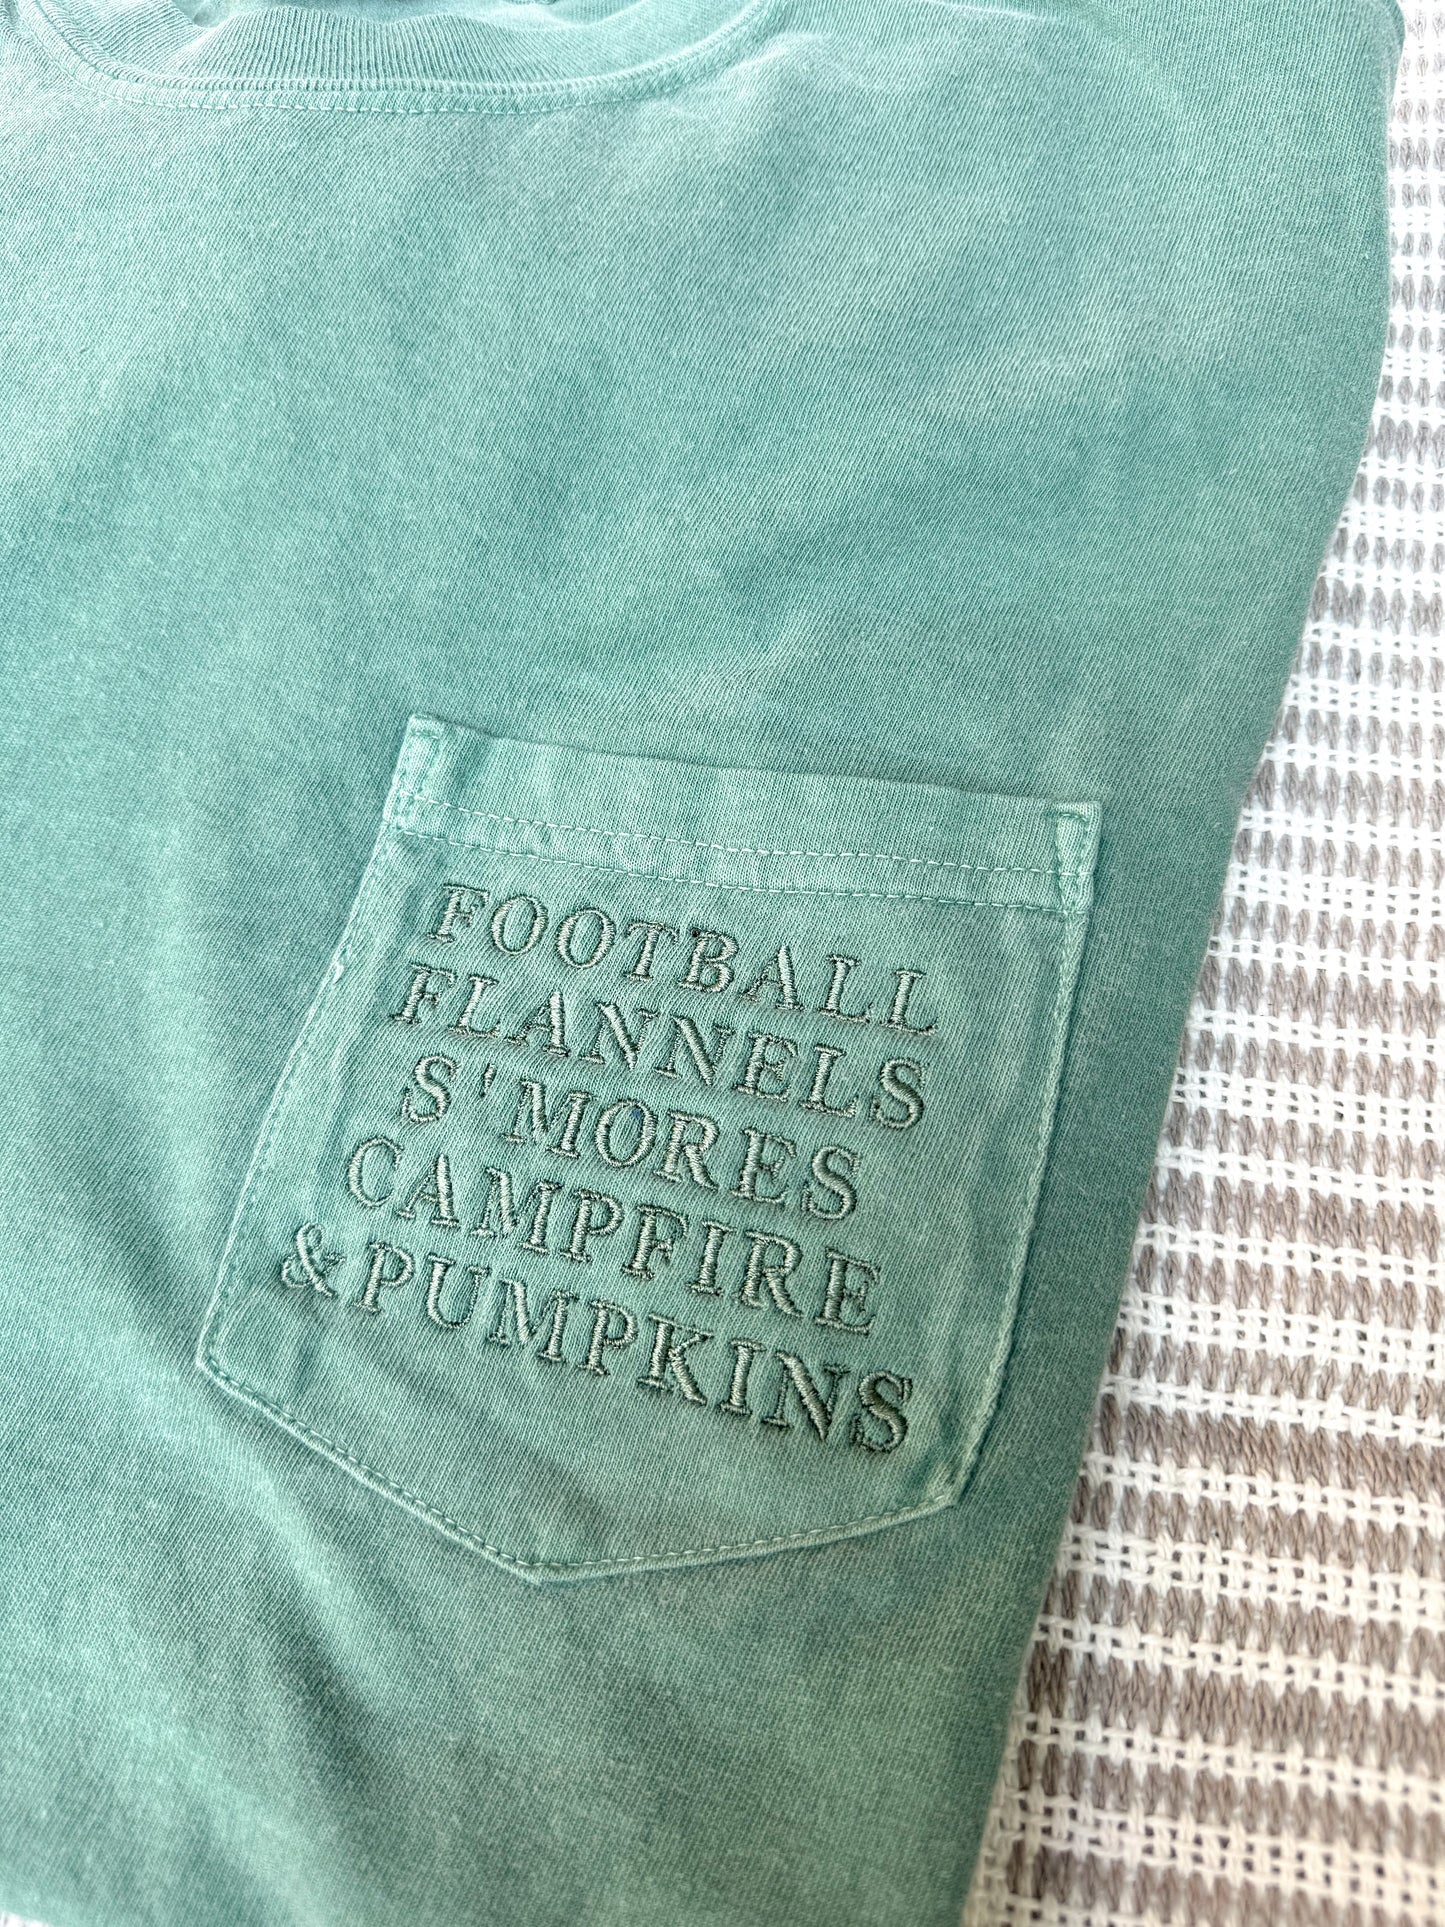 FOOTBALL
FLANNELS
S'MORES
CAMPFIRE
& PUMPKINS